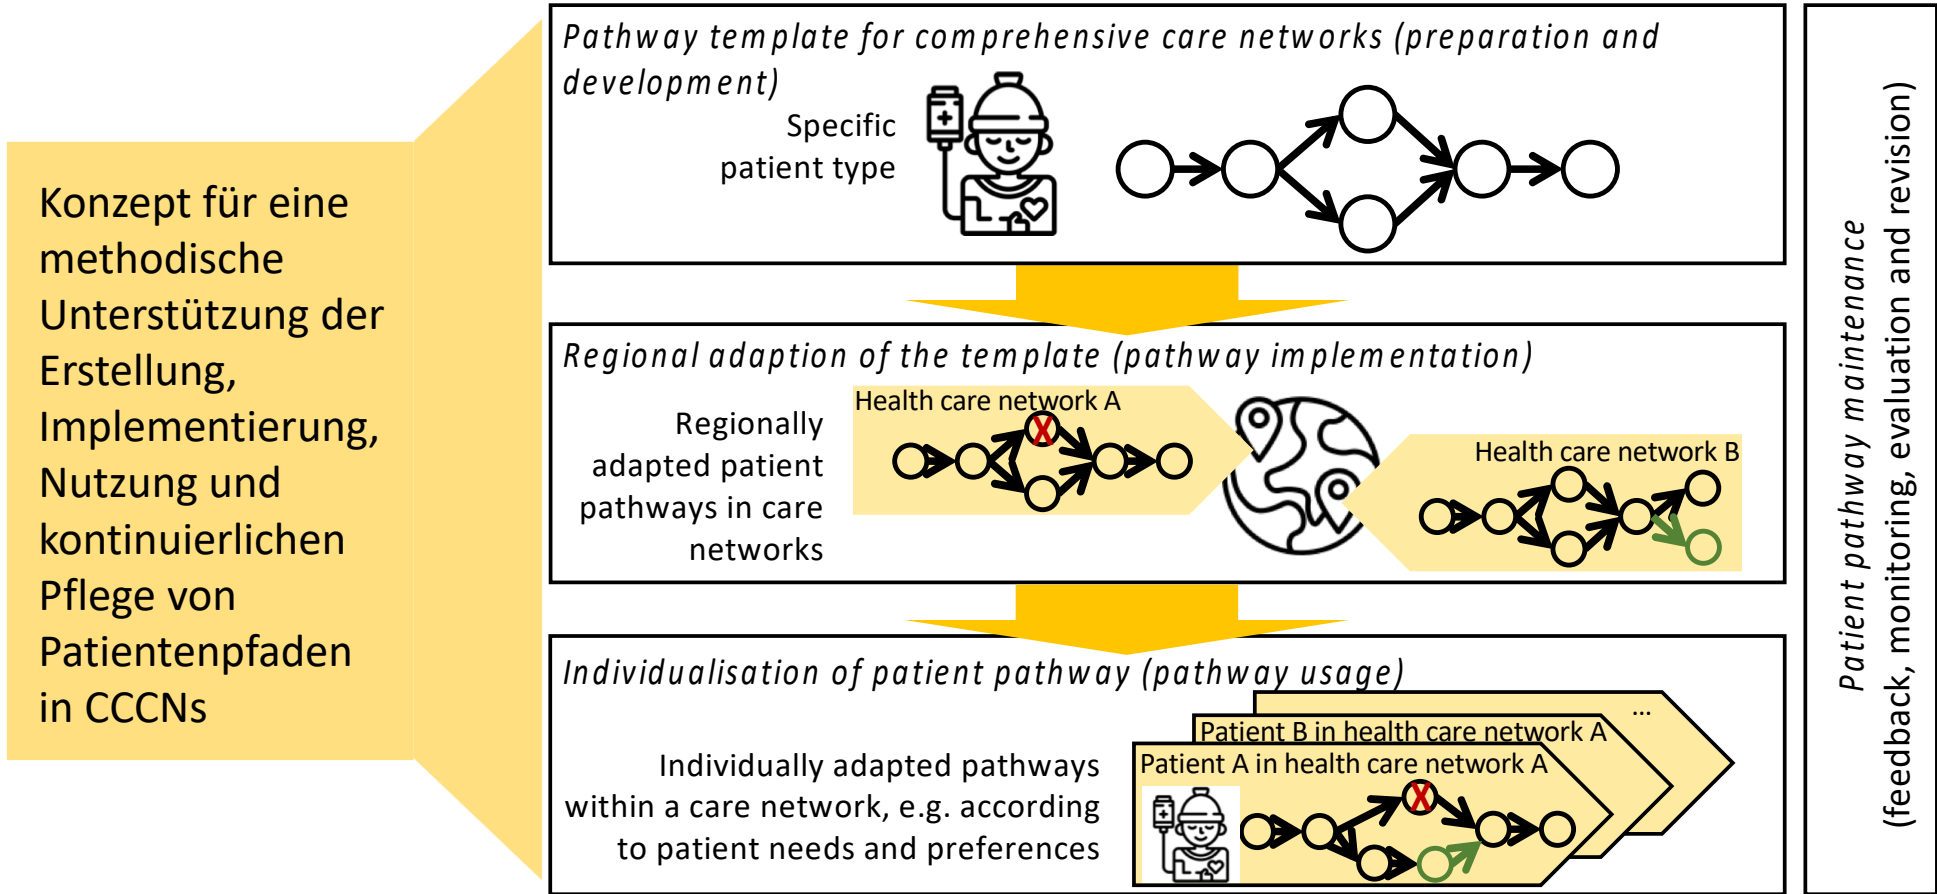 Konzept für eine
methodische
Unterstützung der
Erstellung,
Implementierung,
Nutzung und
kontinuierlichen
Pflege von
Patientenpfaden
in CCCNs
Pathway template for comprehensive care networks (preparation and
development)
Specific
patient type
Regional adaption of the template (pathway implementation)
Regionally
adapted patient
pathways in care
networks
Health care network A
X
Health care network B
Individualisation of patient pathway (pathway usage)
Individually adapted pathways
within a care network, e.g. according
to patient needs and preferences
...
Patient B in health care network A
Patient A in health care network A
X
Patient pathway maintenance
(feedback, monitoring, evaluation and revision)